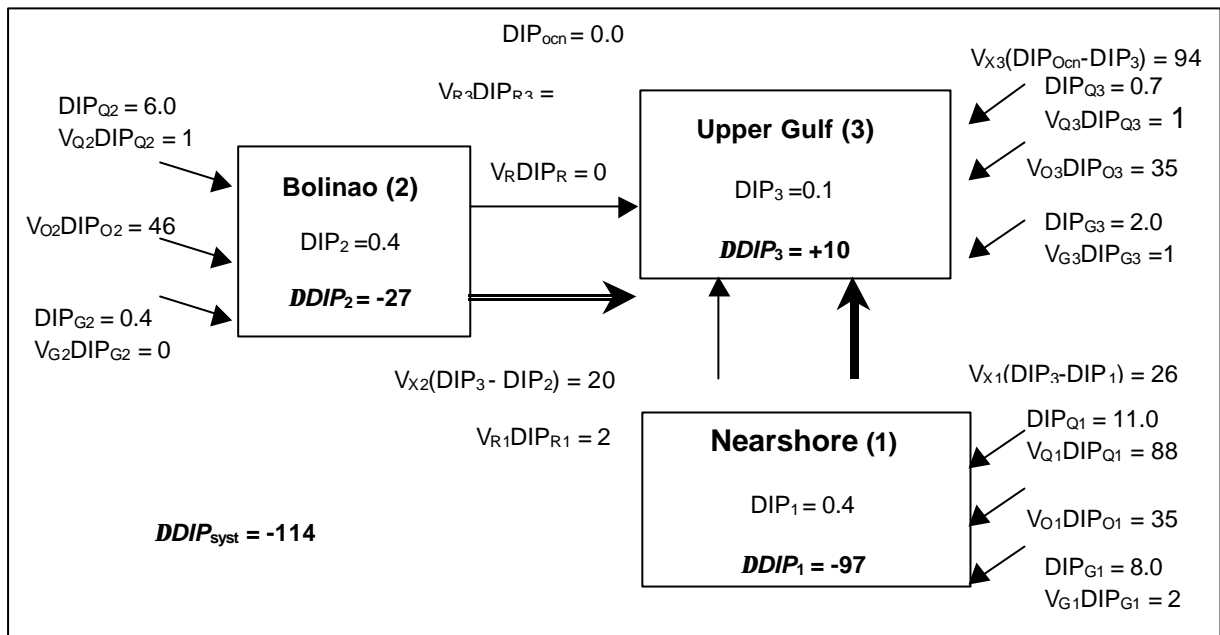 DIPocn = 0.0
VX3(DIPOcn-DIP3) = 94
DIPQ3 = 0.7
VQ3DIPQ3 = 1
VR3DIPR3 =
DIPQ2 = 6.0
VQ2DIPQ2 = 1
Upper Gulf (3)
DIP3 =0.1
DDIP3 = +10
VO3DIPO3 = 35
DIPG3 = 2.0
VG3DIPG3 =1
Bolinao (2)
DIP2 =0.4
DDIP2 = -27
VRDIPR = 0
VO2DIPO2 = 46
DIPG2 = 0.4
VG2DIPG2 = 0
VX2(DIP3 - DIP2) = 20
VX1(DIP3-DIP1) = 26
VR1DIPR1 = 2
Nearshore (1)
DIP1 = 0.4
DDIP1 = -97
DIPQ1 = 11.0
VQ1DIPQ1 = 88
VO1DIPO1 = 35
DIPG1 = 8.0
VG1DIPG1 = 2
DDIPsyst = -114